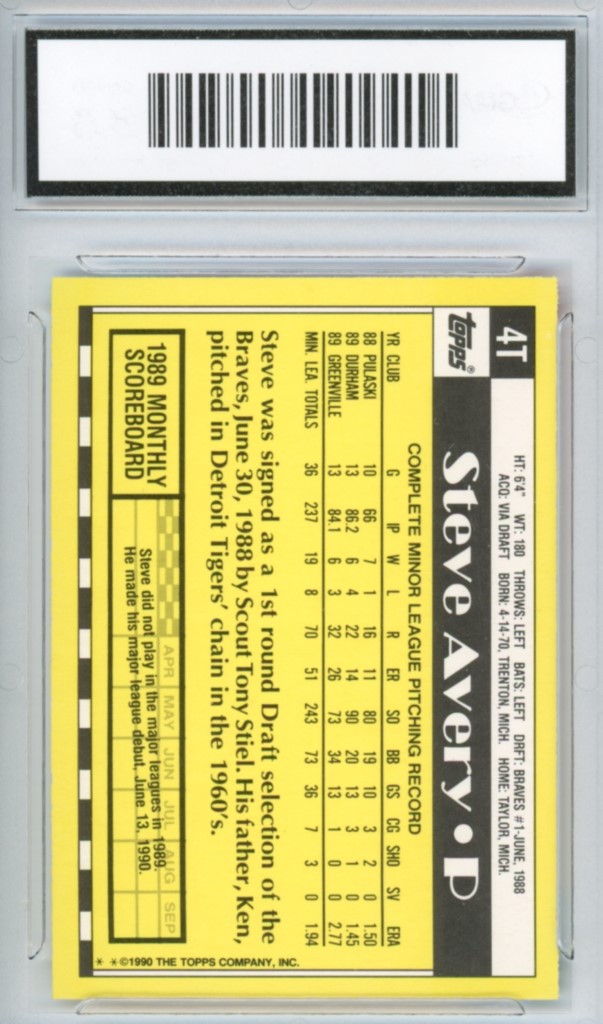 4T
topps®
HT: 6'4" WT: 180 THROWS: LEFT BATS: LEFT DRFT: BRAVES #1-JUNE, 1988
ACQ: VIA DRAFT BORN: 4-14-70, TRENTON, MICH. HOME: TAYLOR, MICH.
Steve Avery • P
COMPLETE MINOR LEAGUE PITCHING RECORD
YR CLUB G IP W L R ER SO BB GS CG SHO SV ERA
88 PULASKI 10 66 7 1 16 11 80 19 10 3 2 0 1.50
89 DURHAM 13 86.2 6 4 22 14 90 20 13 3 1 0 1.45
89 GREENVILLE 13 84.1 6 3 32 26 73 34 13 1 0 0 2.77
MIN. LEA. TOTALS 36 237 19 8 70 51 243 73 36 7 3 0 1.94
Steve was signed as a 1st round Draft selection of the
Braves, June 30, 1988 by Scout Tony Stiel. His father, Ken,
pitched in Detroit Tigers' chain in the 1960's.
1989 MONTHLY
SCOREBOARD
APR MAY JUN JUL AUG SEP
Steve did not play in the major leagues in 1989.
He made his major league debut, June 13, 1990.
* *©1990 THE TOPPS COMPANY, INC.